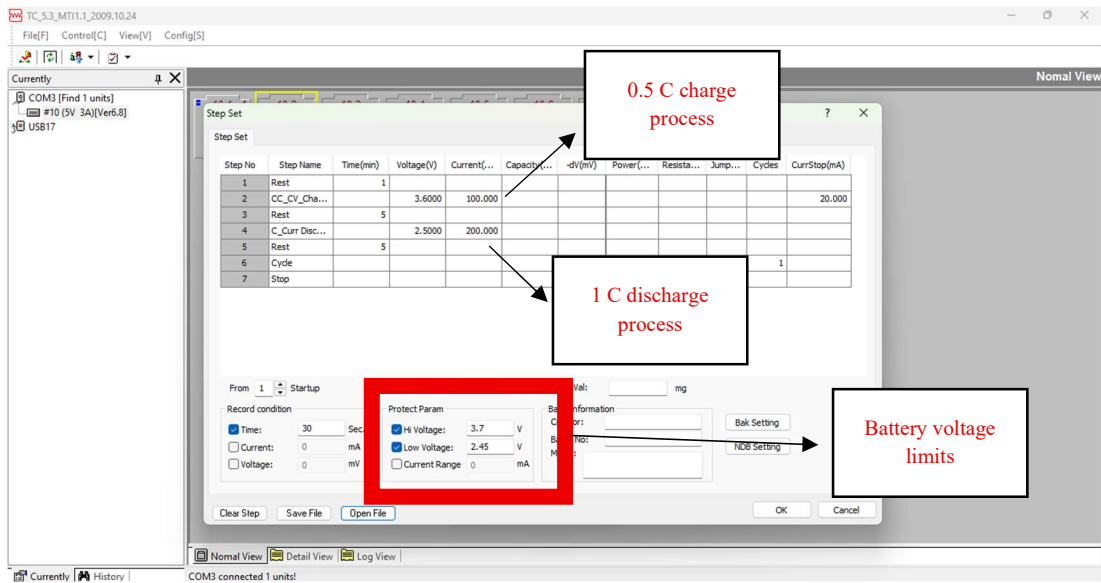 TC_5.3_MTI1.1_2009.10.24
File[F] Control[C] View[V] Config[S]
Currently
Nomal View
COM3 [Find 1 units]
#10 (5V 3A)[Ver6.8]
USB17
0.5 C charge
process
Step Set
?
Step Set
Step No Step Name Time(min) Voltage(V) Current(... Capacity(... -dV(mV) Power(... Resista... Jump... Cycles CurrStop(mA)
1 Rest 1
2 CC_CV_Cha... 3.6000 100.000 20.000
3 Rest 5
4 C_Curr Disc... 2.5000 200.000
5 Rest 5
6 Cycle 1
7 Stop
1 C discharge
process
From 1 Startup
Val: mg
Record condition
Time: 30 Sec.
Current: 0 mA
Voltage: 0 mV
Protect Param
Hi Voltage: 3.7 V
Low Voltage: 2.45 V
Current Range 0 mA
Bak Setting
NDB Setting
Battery voltage
limits
Clear Step Save File Open File OK Cancel
Nomal View Detail View Log View
Currently History COM3 connected 1 units!